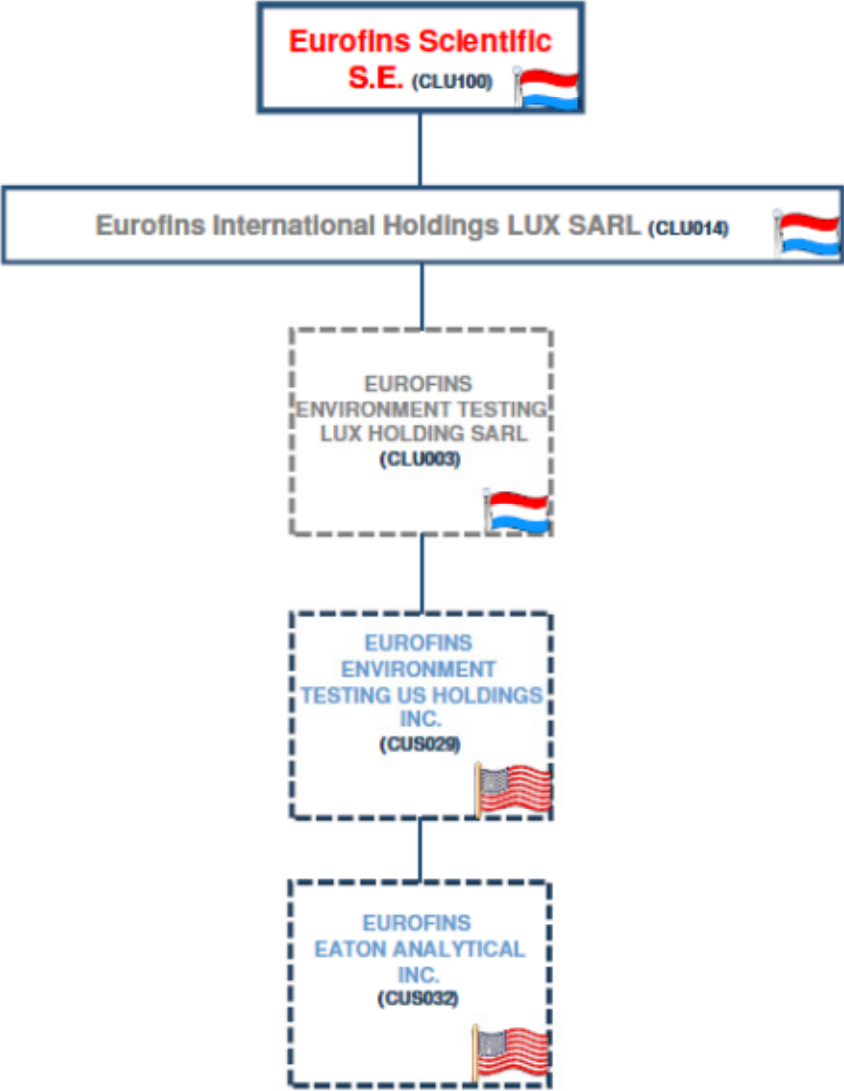 Eurofins Scientific
S.E. (CLU100)
Eurofins International Holdings LUX SARL (CLU014)
EUROFINS
ENVIRONMENT TESTING
LUX HOLDING SARL
(CLU003)
EUROFINS
ENVIRONMENT
TESTING US HOLDINGS
INC.
(CUS029)
EUROFINS
EATON ANALYTICAL
INC.
(CUS032)